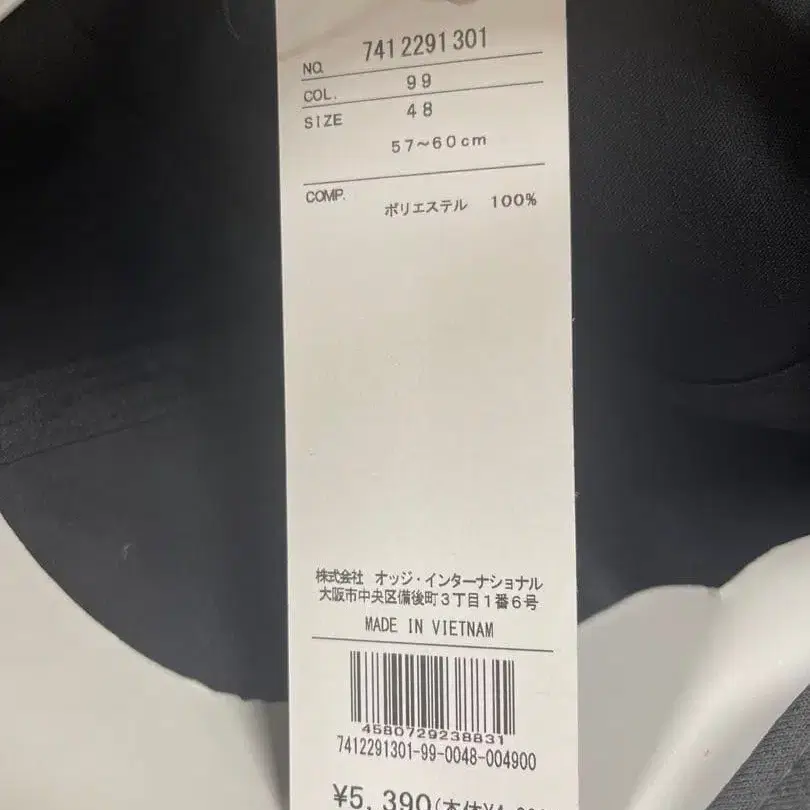 NO. 7412291301
COL. 99
SIZE 48
57～60cm
COMP. ポリエステル 100%
株式会社 オッジ・インターナショナル
大阪市中央区備後町3丁目1番6号
MADE IN VIETNAM
4580729238831
7412291301-99-0048-004900
¥5,390(本体¥4,